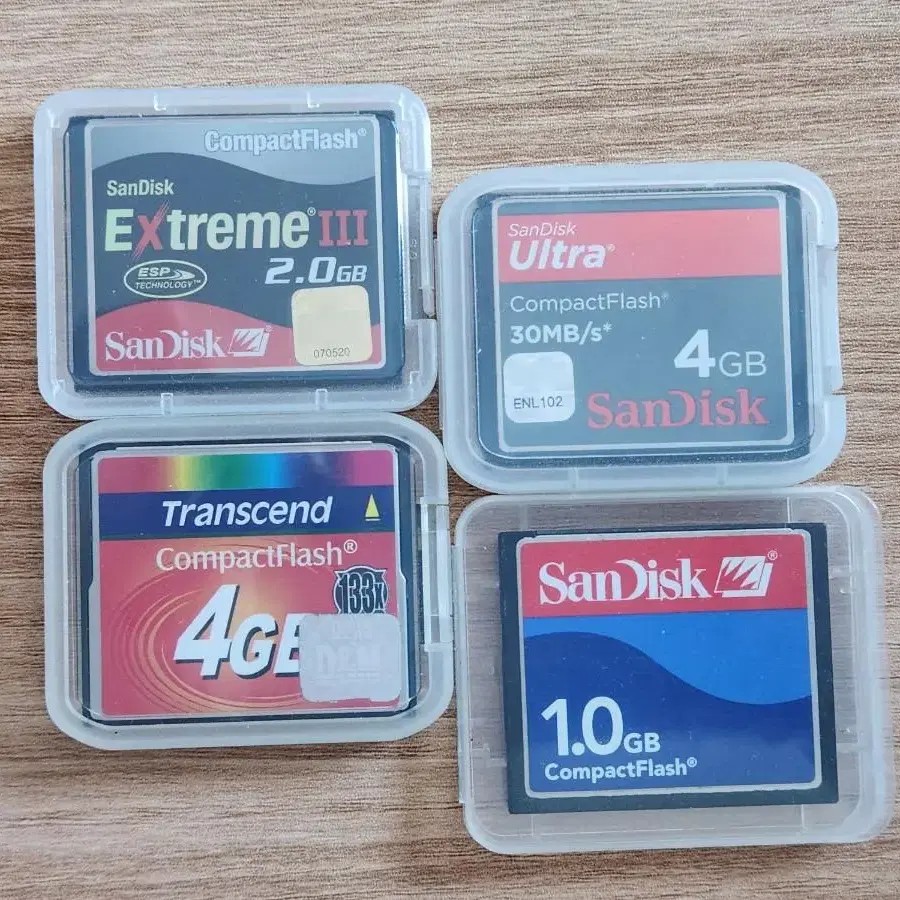 CompactFlash®
SanDisk
Extreme® III
ESP
TECHNOLOGY™
2.0GB
SanDisk®
070520
SanDisk
Ultra®
CompactFlash®
30MB/s*
4GB
ENL102
SanDisk
Transcend
CompactFlash®
133x
4GB
SanDisk®
1.0GB
CompactFlash®